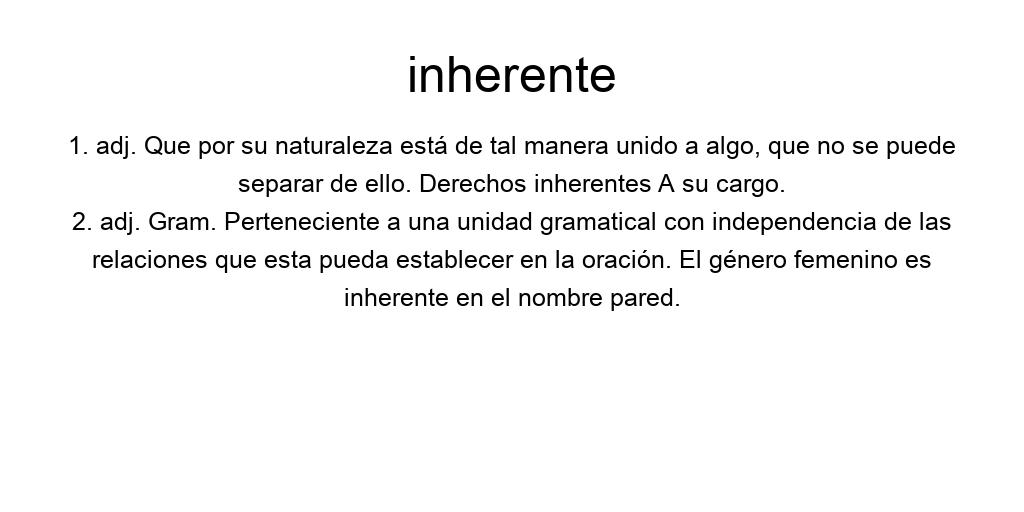 inherente
1. adj. Que por su naturaleza está de tal manera unido a algo, que no se puede
separar de ello. Derechos inherentes A su cargo.
2. adj. Gram. Perteneciente a una unidad gramatical con independencia de las
relaciones que esta pueda establecer en la oración. El género femenino es
inherente en el nombre pared.